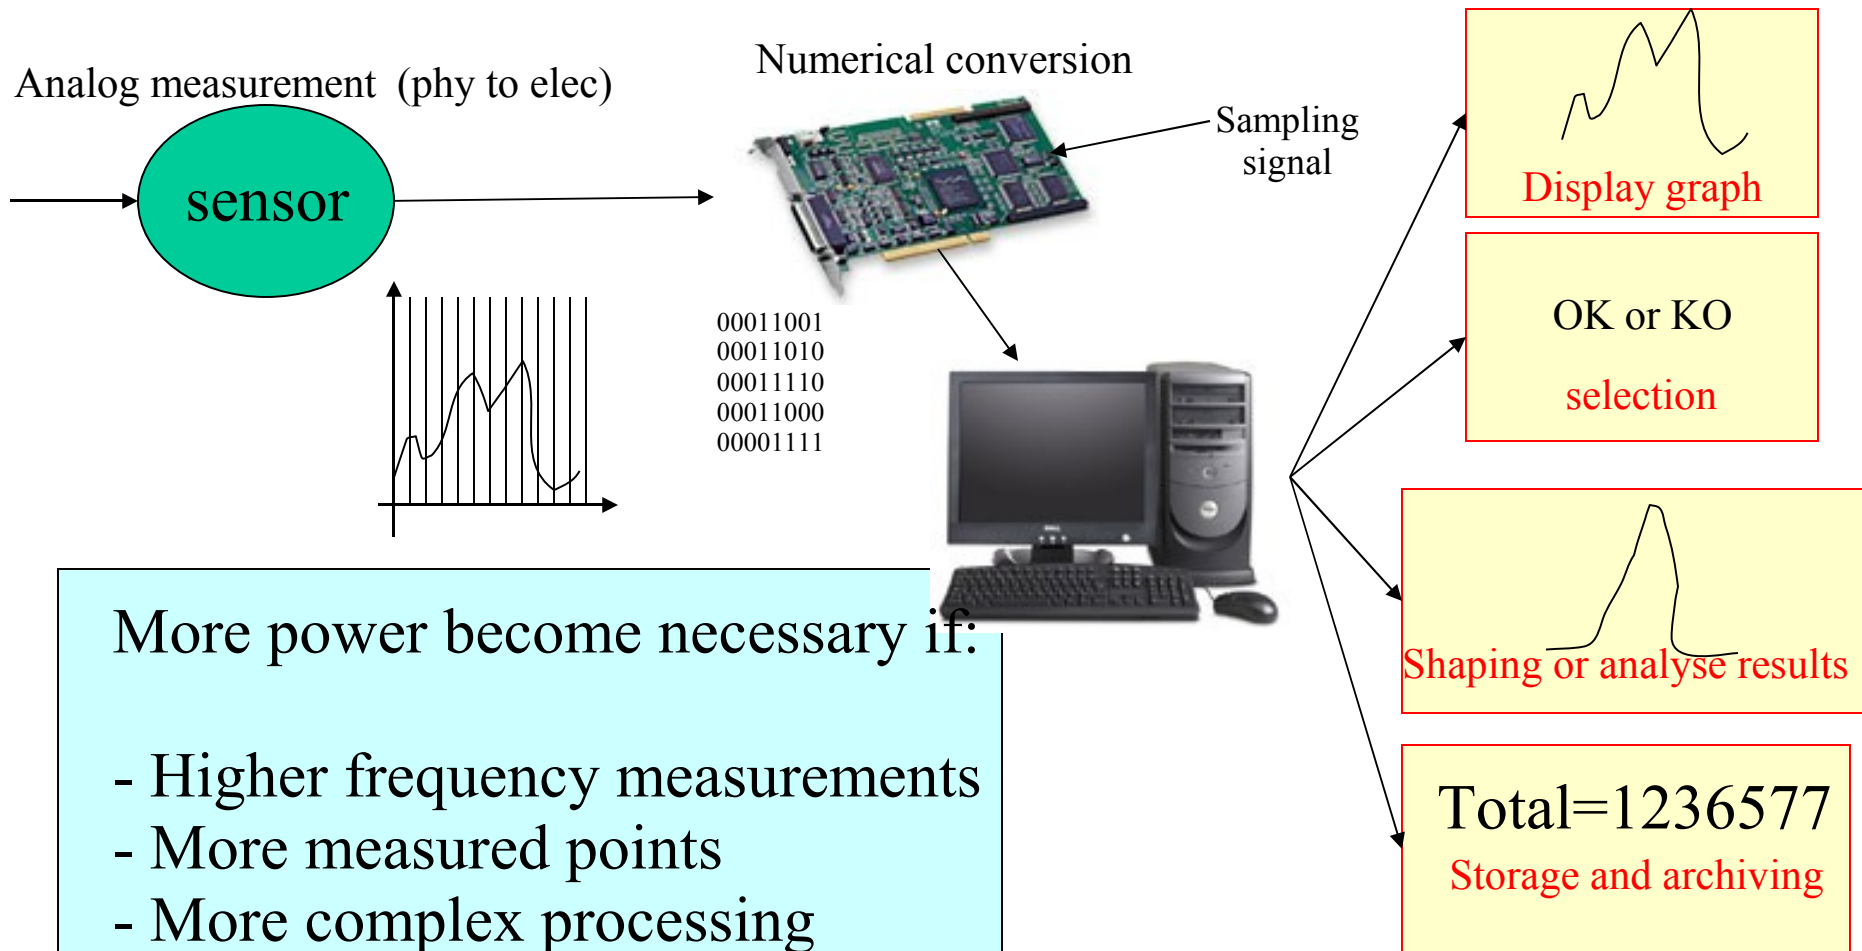 Analog measurement (phy to elec)
Numerical conversion
Sampling
signal
sensor
00011001
00011010
00011110
00011000
00001111
Display graph
OK or KO
selection
Shaping or analyse results
Total=1236577
Storage and archiving
More power become necessary if:
- Higher frequency measurements
- More measured points
- More complex processing